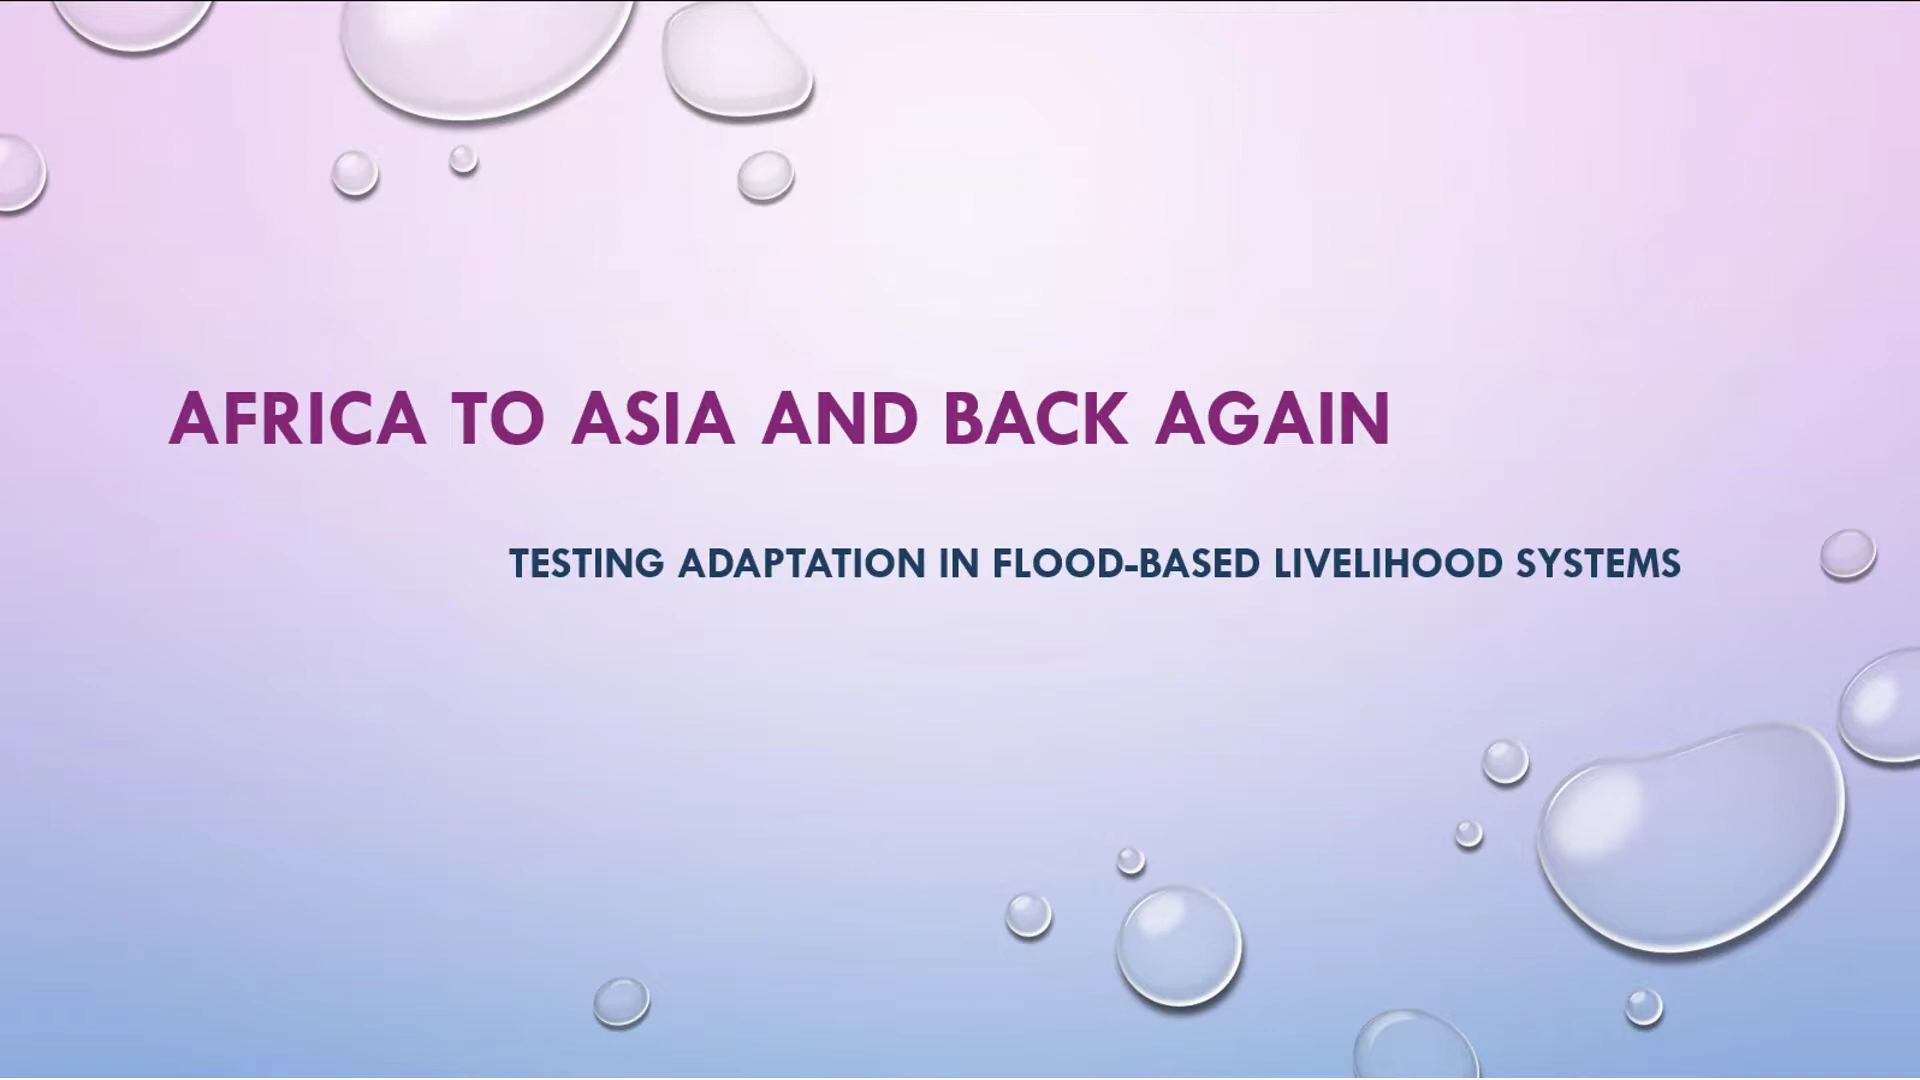 AFRICA TO ASIA AND BACK AGAIN
TESTING ADAPTATION IN FLOOD-BASED LIVELIHOOD SYSTEMS